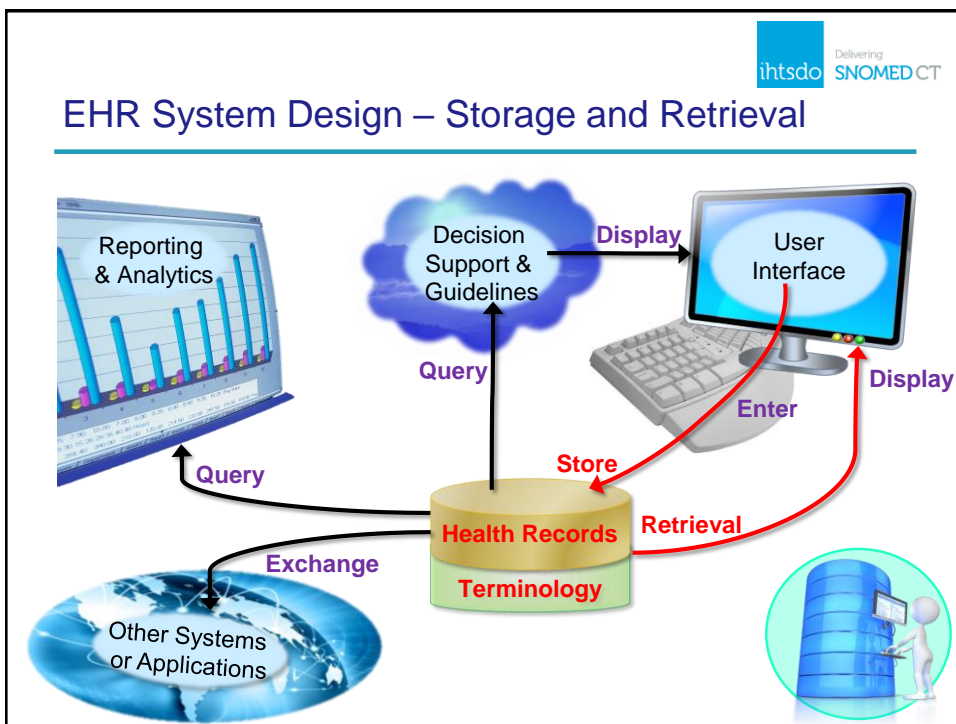 ihtsdo
Delivering
SNOMED CT
EHR System Design – Storage and Retrieval
Reporting
& Analytics
Decision
Support &
Guidelines
Display
User
Interface
Query
Display
Enter
Store
Query
Health Records
Retrieval
Exchange
Terminology
Other Systems
or Applications